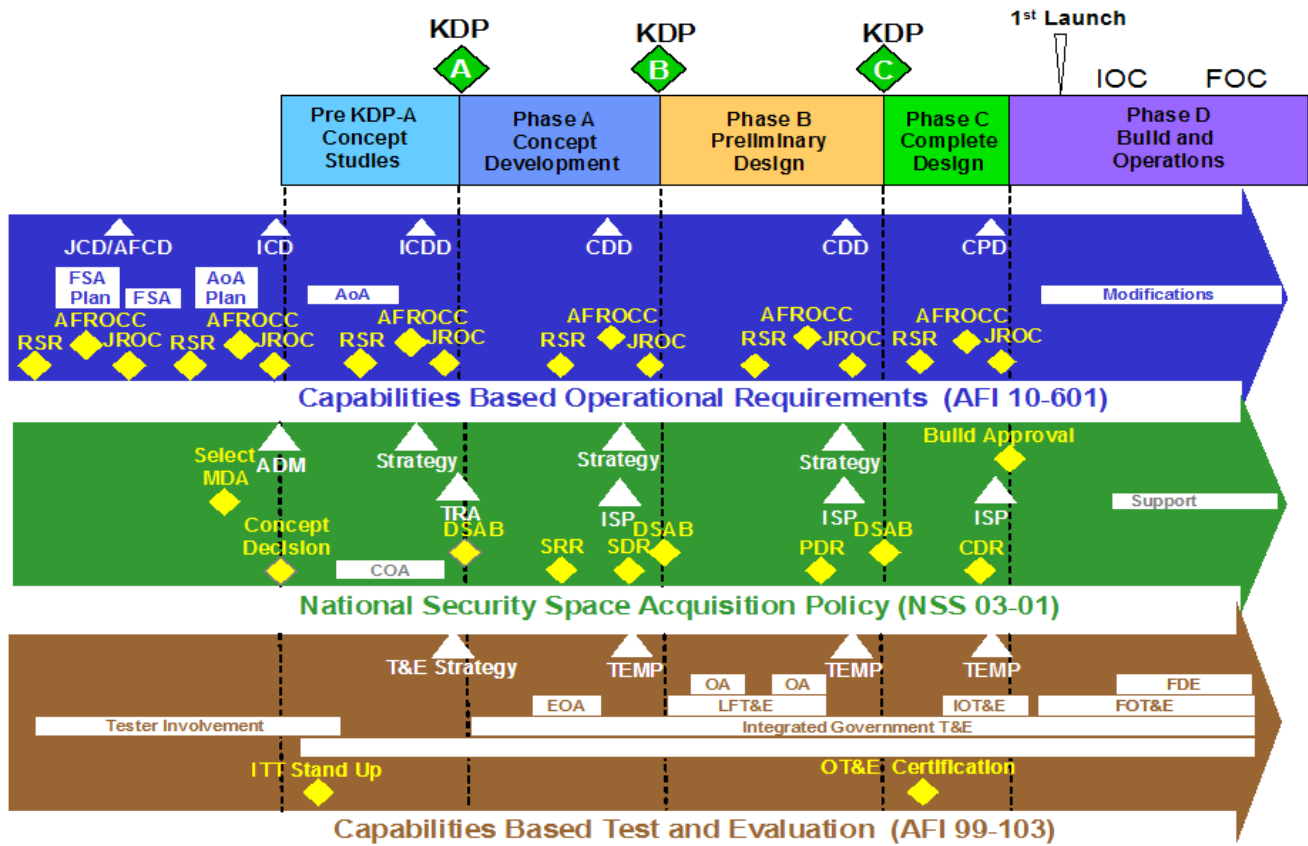 KDP
KDP
KDP
1st Launch
A
B
C
IOC
FOC
Pre KDP-A
Concept
Studies
Phase A
Concept
Development
Phase B
Preliminary
Design
Phase C
Complete
Design
Phase D
Build and
Operations
JCD/AFCD
ICD
ICDD
CDD
CDD
CPD
FSA
Plan
FSA
AoA
Plan
AoA
Modifications
AFROCC
AFROCC
AFROCC
AFROCC
AFROCC
AFROCC
RSR
JROC
RSR
JROC
RSR
JROC
RSR
JROC
RSR
JROC
RSR
JROC
Capabilities Based Operational Requirements (AFI 10-601)
Select
MDA
ADM
Strategy
Strategy
Strategy
Build Approval
TRA
ISP
ISP
ISP
Support
Concept
Decision
DSAB
SRR
SDR
DSAB
PDR
DSAB
CDR
COA
National Security Space Acquisition Policy (NSS 03-01)
T&E Strategy
TEMP
TEMP
TEMP
OA
OA
FDE
EOA
LFT&E
IOT&E
FOT&E
Tester Involvement
Integrated Government T&E
ITT Stand Up
OT&E Certification
Capabilities Based Test and Evaluation (AFI 99-103)